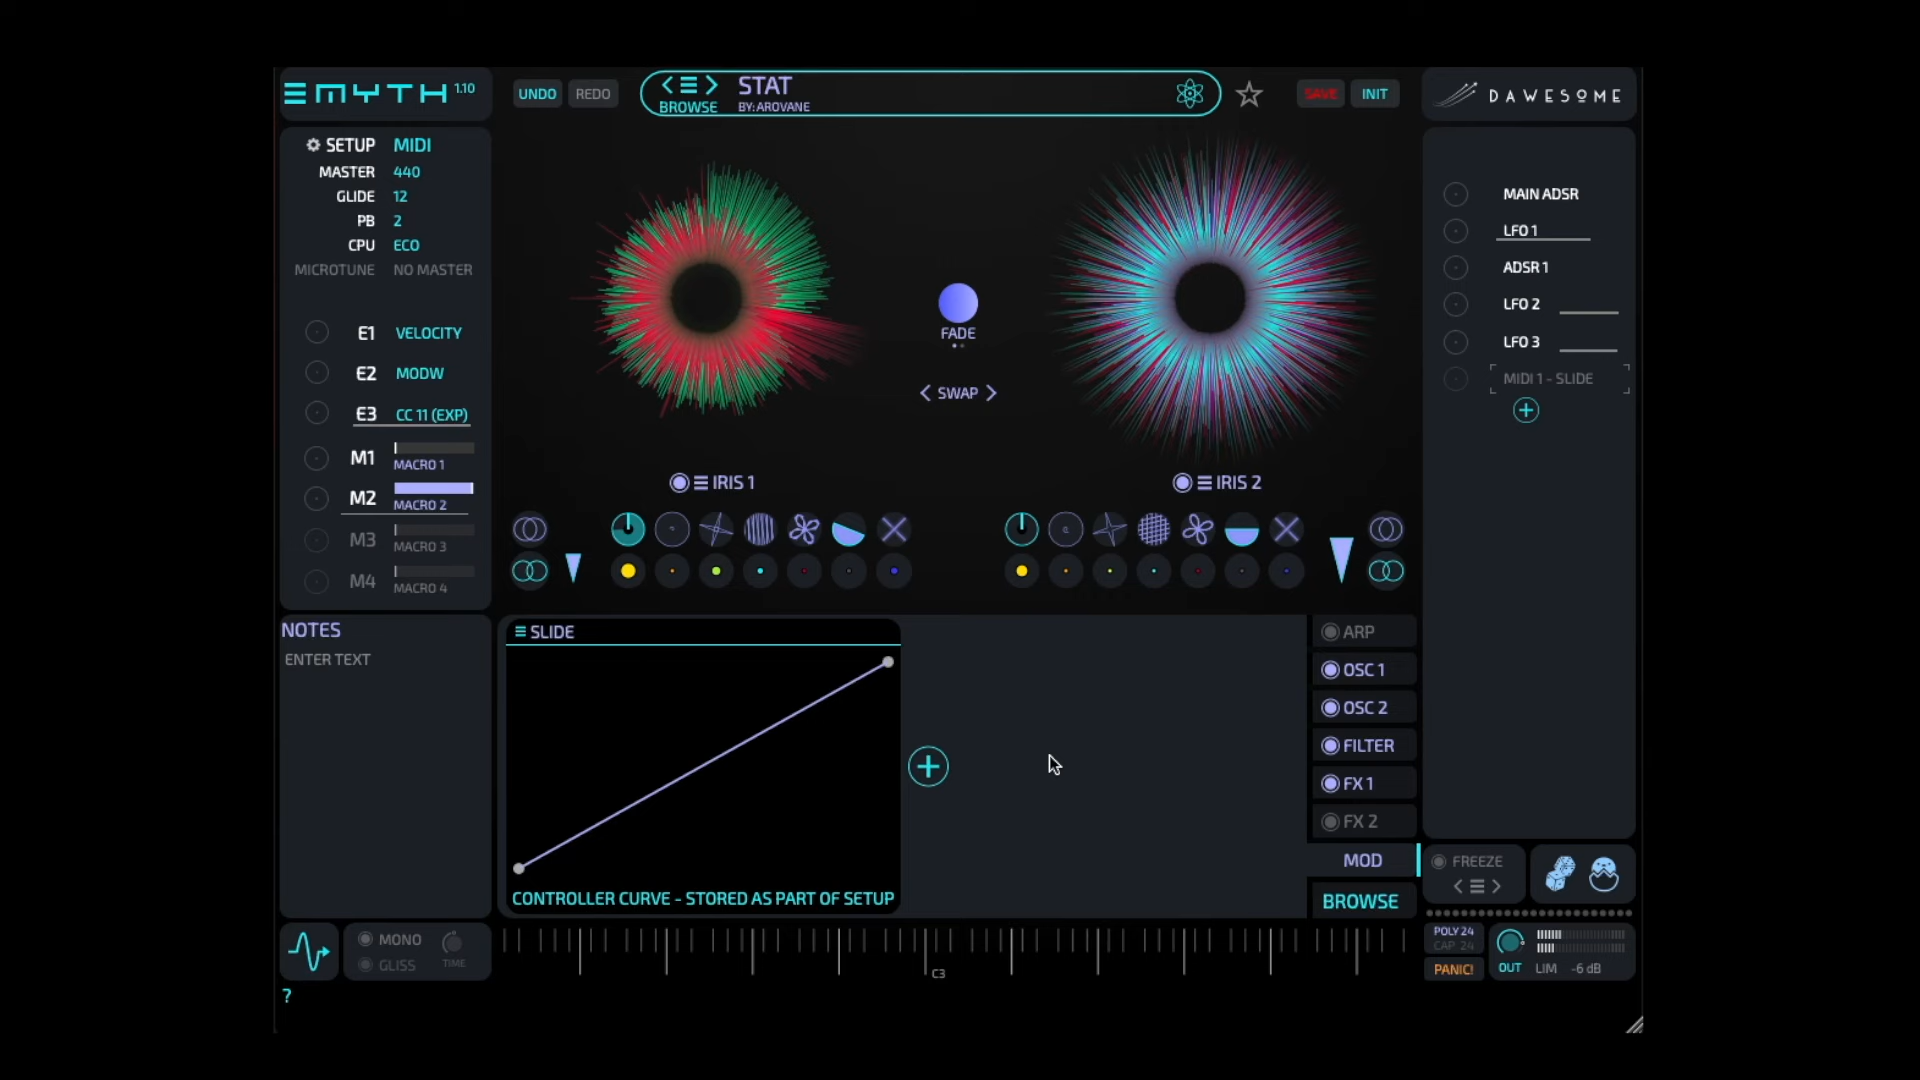 MYTH 1.10
UNDO REDO
BROWSE
STAT
BY: AROVANE
SAVE INIT
DAWESOME
SETUP MIDI
MASTER 440
GLIDE 12
PB 2
CPU ECO
MICROTUNE NO MASTER
E1 VELOCITY
E2 MODW
E3 CC 11 (EXP)
M1 MACRO 1
M2 MACRO 2
M3 MACRO 3
M4 MACRO 4
FADE
< SWAP >
IRIS 1
IRIS 2
MAIN ADSR
LFO 1
ADSR 1
LFO 2
LFO 3
MIDI 1 - SLIDE
NOTES
ENTER TEXT
SLIDE
CONTROLLER CURVE - STORED AS PART OF SETUP
ARP
OSC 1
OSC 2
FILTER
FX 1
FX 2
MOD
BROWSE
FREEZE
MONO
GLISS
TIME
C3
POLY 24
CAP 24
PANIC!
OUT LIM -6 dB
?